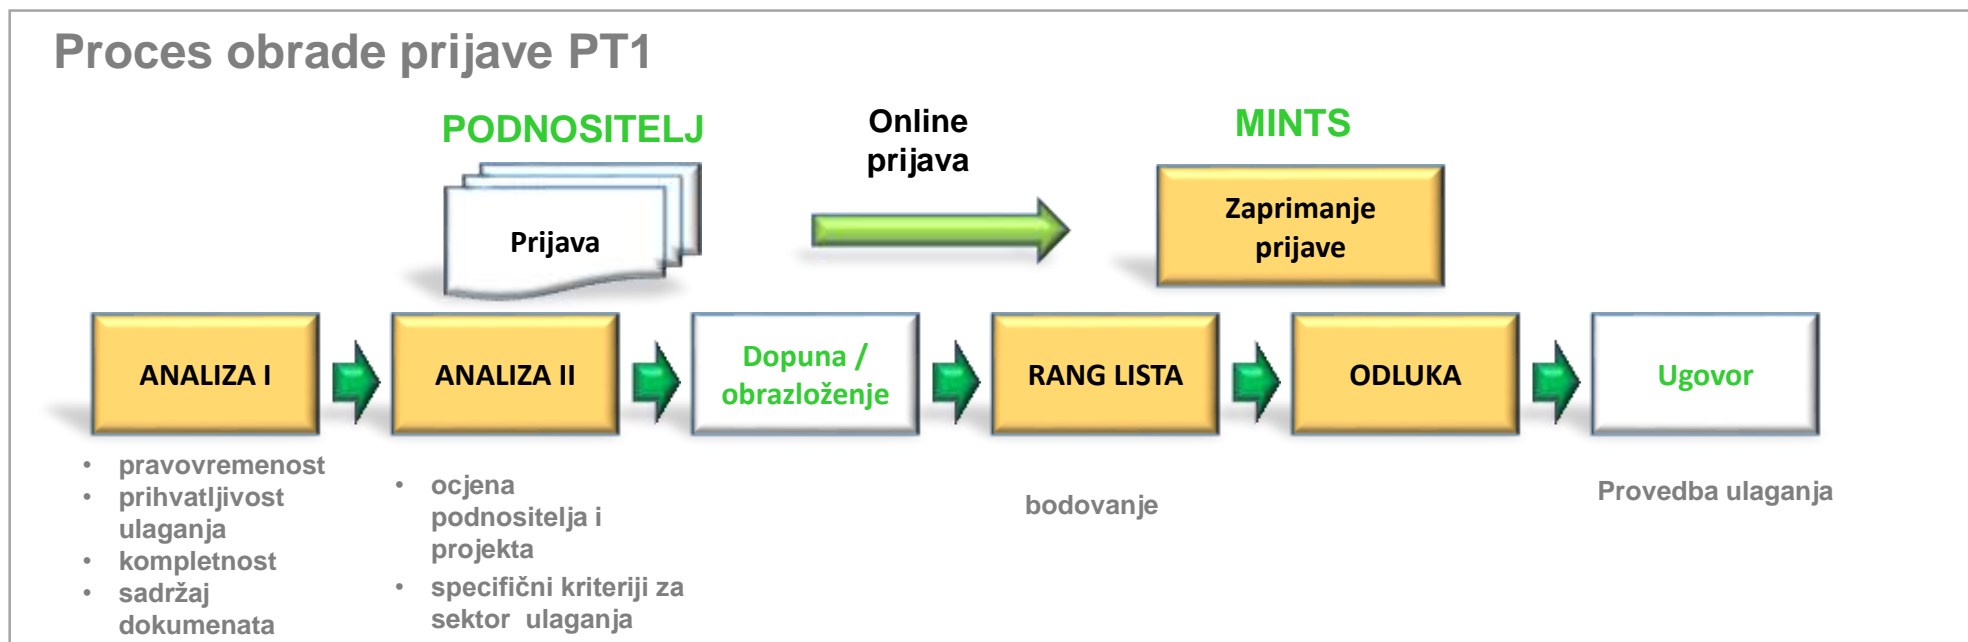 Proces obrade prijave PT1
PODNOSITELJ
Online
prijava
MINTS
Prijava
Zaprimanje
prijave
ANALIZA I
ANALIZA II
Dopuna /
obrazloženje
RANG LISTA
ODLUKA
Ugovor
• pravovremenost
• prihvatljivost
ulaganja
• kompletnost
• sadržaj
dokumenata
• ocjena
podnositelja i
projekta
• specifični kriteriji za
sektor ulaganja
bodovanje
Provedba ulaganja